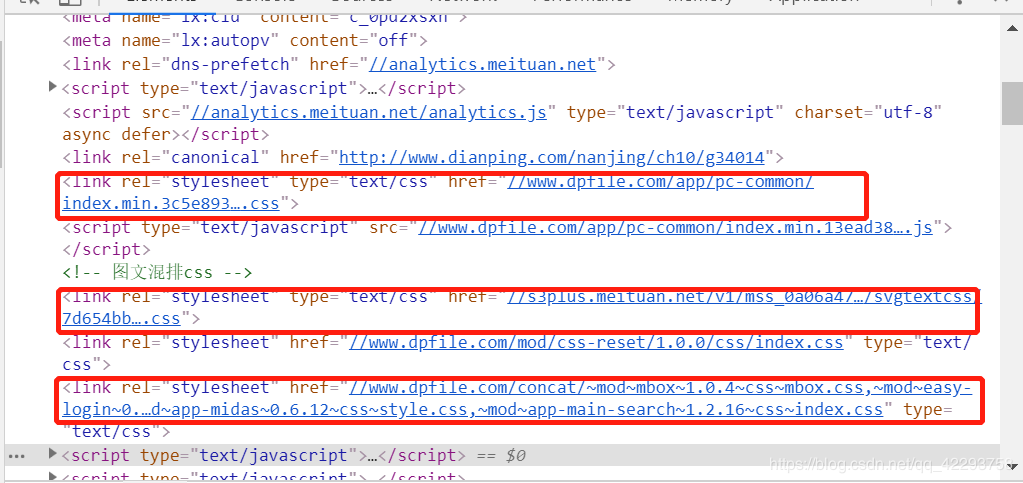 Elements Console Sources Network Performance Memory Application
<meta name="lx:cid" content="c_0pu2xsxh">
<meta name="lx:autopv" content="off">
<link rel="dns-prefetch" href="//analytics.meituan.net">
<script type="text/javascript">…</script>
<script src="//analytics.meituan.net/analytics.js" type="text/javascript" charset="utf-8"
async defer></script>
<link rel="canonical" href="http://www.dianping.com/nanjing/ch10/g34014">
<link rel="stylesheet" type="text/css" href="//www.dpfile.com/app/pc-common/
index.min.3c5e893….css">
<script type="text/javascript" src="//www.dpfile.com/app/pc-common/index.min.13ead38….js">
</script>
<!-- 图文混排css -->
<link rel="stylesheet" type="text/css" href="//s3plus.meituan.net/v1/mss_0a06a47…/svgtextcss/
7d654bb….css">
<link rel="stylesheet" href="//www.dpfile.com/mod/css-reset/1.0.0/css/index.css" type="text/
css">
<link rel="stylesheet" href="//www.dpfile.com/concat/~mod~mbox~1.0.4~css~mbox.css,~mod~easy-
login~0.…d~app-midas~0.6.12~css~style.css,~mod~app-main-search~1.2.16~css~index.css" type=
"text/css">
<script type="text/javascript">…</script> == $0
<script type="text/javascript">…</script>
https://blog.csdn.net/qq_4229375